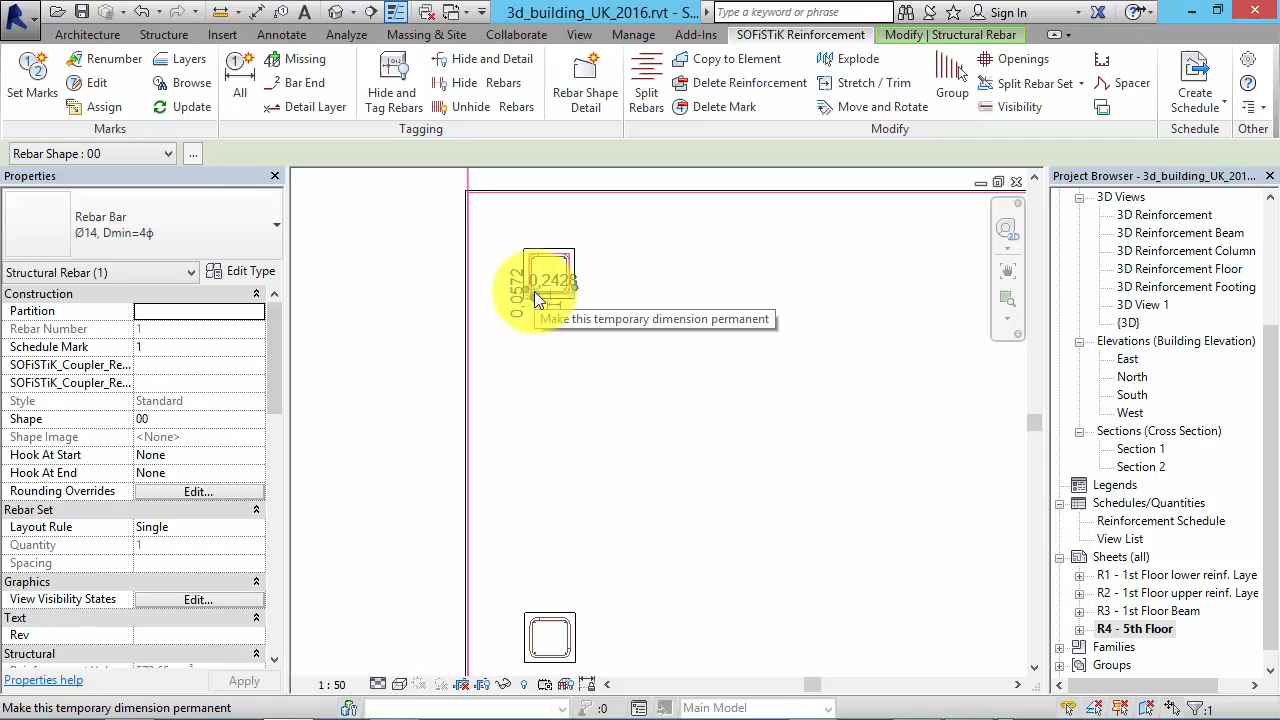 3d_building_UK_2016.rvt - S...
Type a keyword or phrase
Sign In
Architecture
Struct
Insert
Annotate
Analyze
Massing & Site
Collaborate
View
Manage
Add-Ins
SOFiSTiK Reinforcement
Modify | Structural Rebar
Set Marks
Renumber
Edit
Assign
Layers
Browse
Update
Marks
All
Missing
Bar End
Detail Layer
Hide and
Tag Rebars
Hide and Detail
Hide Rebars
Unhide Rebars
Rebar Shape
Detail
Tagging
Split
Rebars
Copy to Element
Delete Reinforcement
Delete Mark
Explode
Stretch / Trim
Move and Rotate
Group
Openings
Split Rebar Set
Visibility
Spacer
Modify
Create
Schedule
Schedule
Other
Rebar Shape : 00
...
Properties
Rebar Bar
Ø14, Dmin=4ϕ
Structural Rebar (1)
Edit Type
Construction
Partition
Rebar Number 1
Schedule Mark 1
SOFiSTiK_Coupler_Re...
SOFiSTiK_Coupler_Re...
Style Standard
Shape 00
Shape Image <None>
Hook At Start None
Hook At End None
Rounding Overrides Edit...
Rebar Set
Layout Rule Single
Quantity 1
Spacing
Graphics
View Visibility States Edit...
Text
Rev
Structural
Properties help
Apply
0,0572
0,2428
Make this temporary dimension permanent
2D
1 : 50
Project Browser - 3d_building_UK_201...
3D Views
3D Reinforcement
3D Reinforcement Beam
3D Reinforcement Column
3D Reinforcement Floor
3D Reinforcement Footing
3D View 1
{3D}
Elevations (Building Elevation)
East
North
South
West
Sections (Cross Section)
Section 1
Section 2
Legends
Schedules/Quantities
Reinforcement Schedule
View List
Sheets (all)
R1 - 1st Floor lower reinf. Laye
R2 - 1st Floor upper reinf. Laye
R3 - 1st Floor Beam
R4 - 5th Floor
Families
Groups
Make this temporary dimension permanent
:0
Main Model
:1